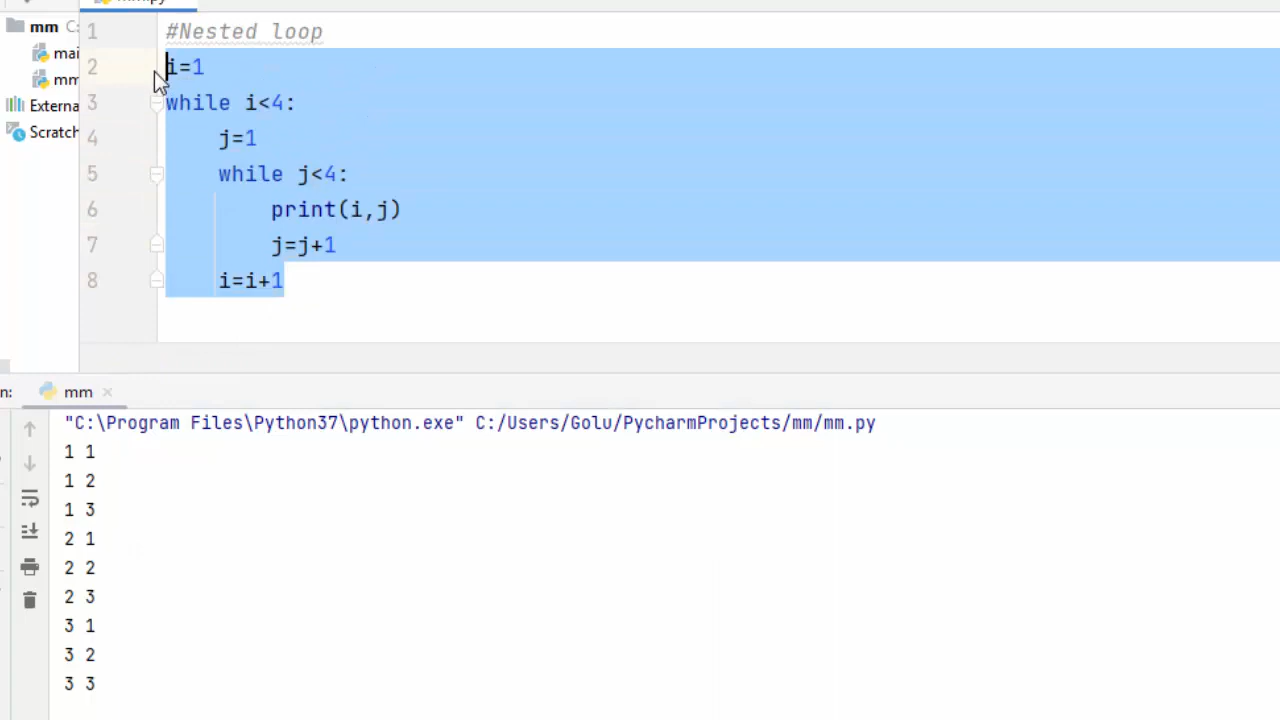 mm.py
mm C:
mai
mm
Externa
Scratch
1 #Nested loop
2 i=1
3 while i<4:
4 j=1
5 while j<4:
6 print(i,j)
7 j=j+1
8 i=i+1
n: mm
"C:\Program Files\Python37\python.exe" C:/Users/Golu/PycharmProjects/mm/mm.py
1 1
1 2
1 3
2 1
2 2
2 3
3 1
3 2
3 3